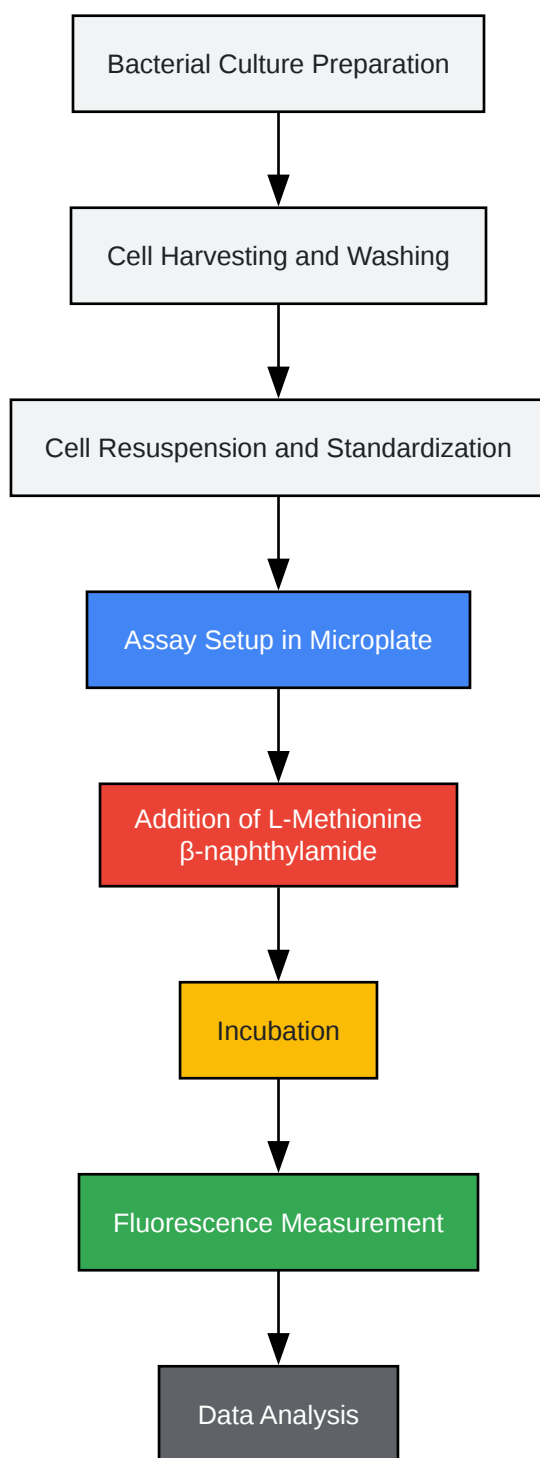 Bacterial Culture Preparation
Cell Harvesting and Washing
Cell Resuspension and Standardization
Assay Setup in Microplate
Addition of L-Methionine
β-naphthylamide
Incubation
Fluorescence Measurement
Data Analysis